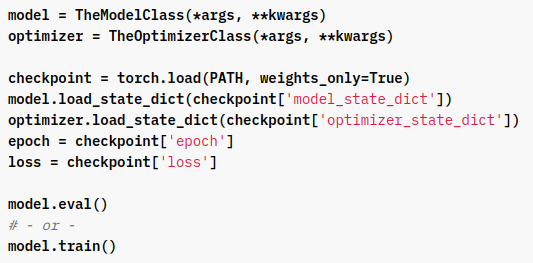 model = TheModelClass(*args, **kwargs)
optimizer = TheOptimizerClass(*args, **kwargs)
checkpoint = torch.load(PATH, weights_only=True)
model.load_state_dict(checkpoint['model_state_dict'])
optimizer.load_state_dict(checkpoint['optimizer_state_dict'])
epoch = checkpoint['epoch']
loss = checkpoint['loss']
model.eval()
# - or -
model.train()